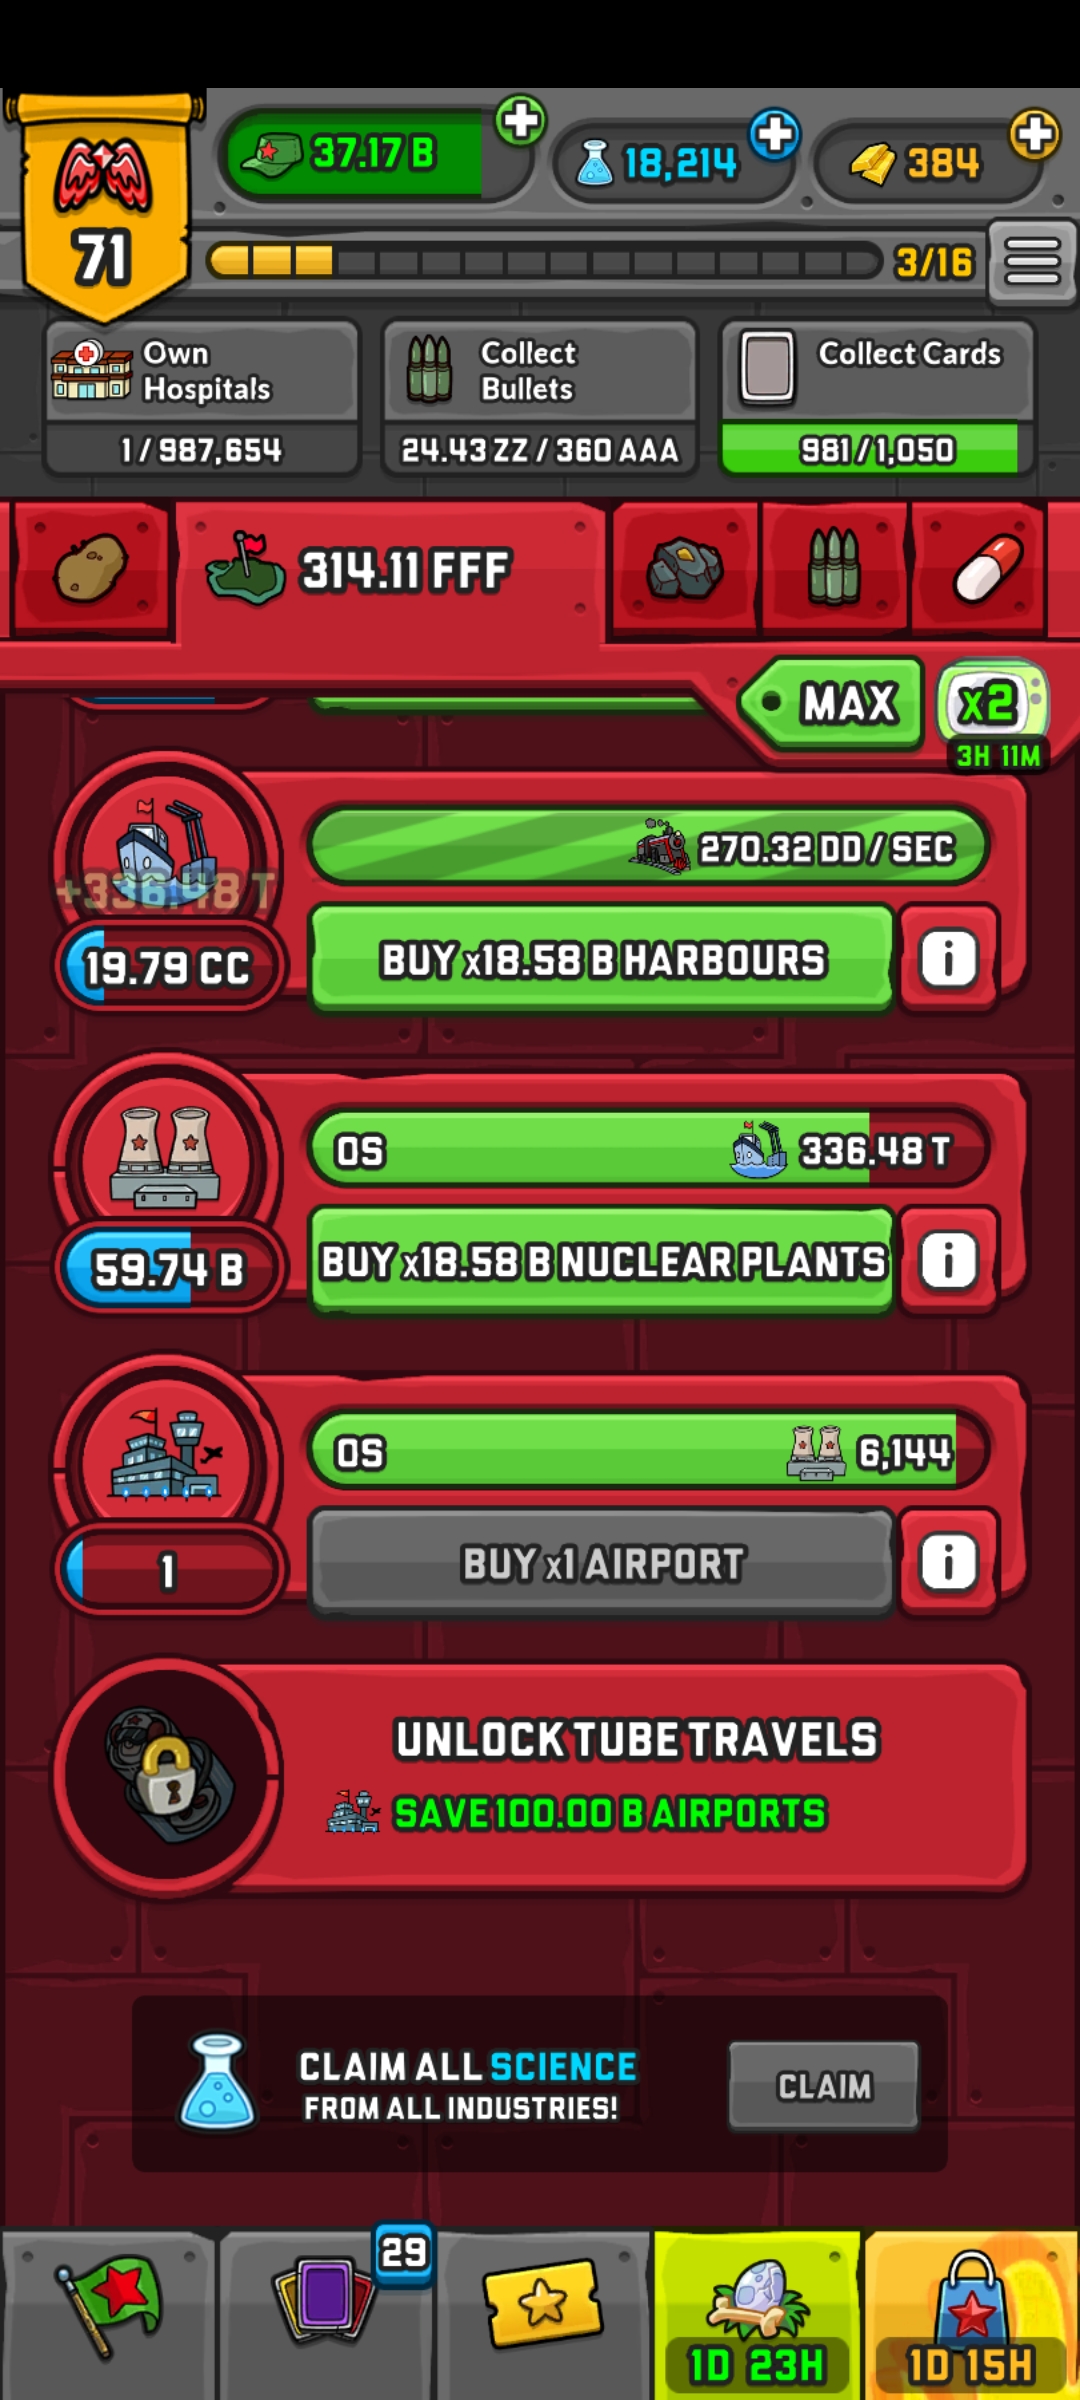 71
37.17 B
18,214
384
3/16
Own
Hospitals
1 / 987,654
Collect
Bullets
24.43 ZZ / 360 AAA
Collect Cards
981 / 1,050
314.11 FFF
MAX
x2
3H 11M
270.32 DD / SEC
+336.48 T
19.79 CC
BUY x18.58 B HARBOURS
i
0S
336.48 T
59.74 B
BUY x18.58 B NUCLEAR PLANTS
i
0S
6,144
1
BUY x1 AIRPORT
i
UNLOCK TUBE TRAVELS
SAVE 100.00 B AIRPORTS
CLAIM ALL SCIENCE
FROM ALL INDUSTRIES!
CLAIM
29
1D 23H
1D 15H